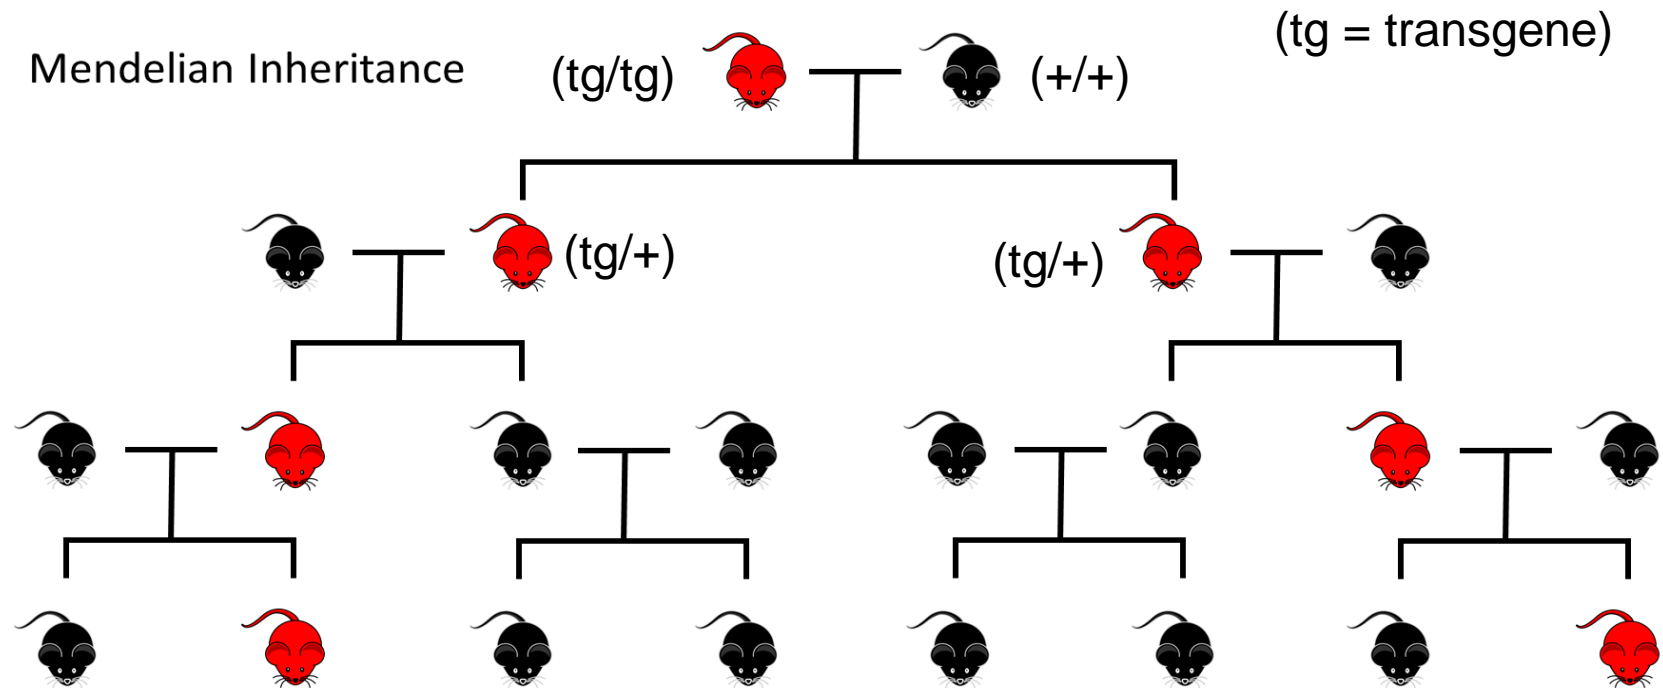 (tg = transgene)
Mendelian Inheritance
(tg/tg)
(+/+)
(tg/+)
(tg/+)